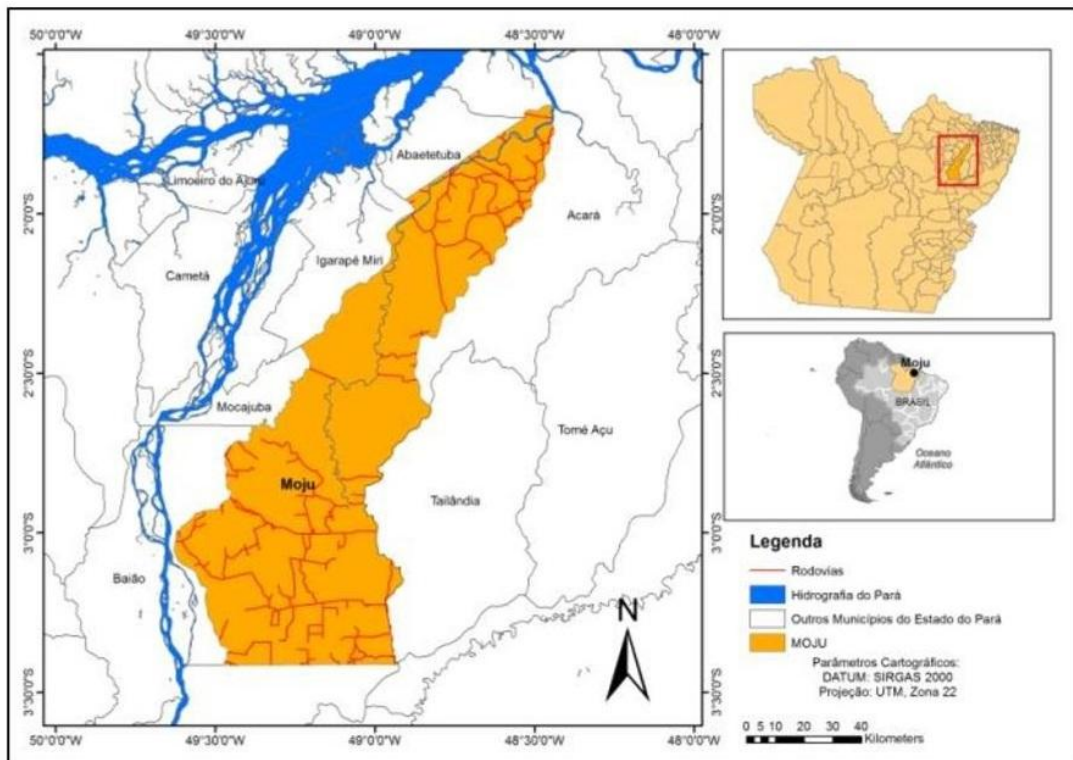 50°0'0"W
49°30'0"W
49°0'0"W
48°30'0"W
48°0'0"W
2°0'0"S
2°30'0"S
3°0'0"S
3°30'0"S
Abaetetuba
Limoeiro do Ajuru
Acará
Igarapé Miri
Cametá
Mocajuba
Tomé Açu
Moju
Tailândia
Baião
N
2°0'0"S
2°30'0"S
3°0'0"S
3°30'0"S
50°0'0"W
49°30'0"W
49°0'0"W
48°30'0"W
48°0'0"W
Moju
BRASIL
Oceano
Atlântico
Legenda
Rodovias
Hidrografia do Pará
Outros Municípios do Estado do Pará
MOJU
Parâmetros Cartográficos:
DATUM: SIRGAS 2000
Projeção: UTM, Zona 22
0 5 10 20 30 40
Kilometers